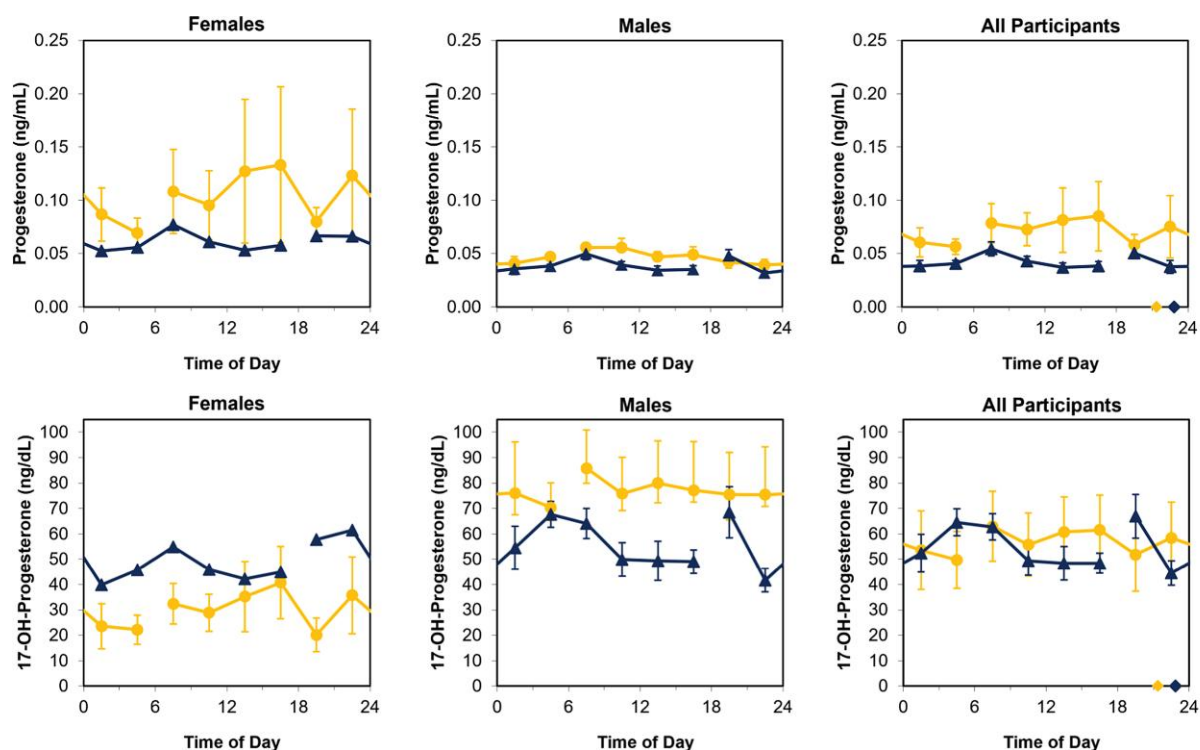 Females
Males
All Participants
Progesterone (ng/mL)
0.25
0.20
0.15
0.10
0.05
0.00
0 6 12 18 24
Time of Day
Progesterone (ng/mL)
0.25
0.20
0.15
0.10
0.05
0.00
0 6 12 18 24
Time of Day
Progesterone (ng/mL)
0.25
0.20
0.15
0.10
0.05
0.00
0 6 12 18 24
Time of Day
Females
Males
All Participants
17-OH-Progesterone (ng/dL)
100
90
80
70
60
50
40
30
20
10
0
0 6 12 18 24
Time of Day
17-OH-Progesterone (ng/dL)
100
90
80
70
60
50
40
30
20
10
0
0 6 12 18 24
Time of Day
17-OH-Progesterone (ng/dL)
100
90
80
70
60
50
40
30
20
10
0
0 6 12 18 24
Time of Day